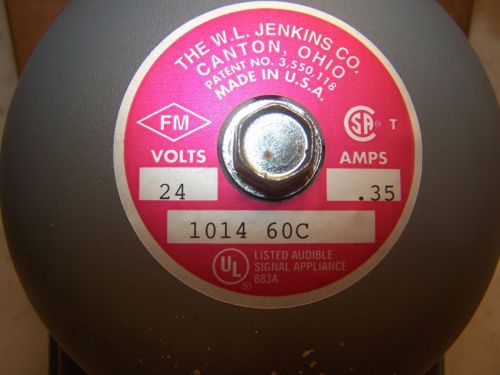 THE W.L. JENKINS CO.
CANTON, OHIO
PATENT NO. 3,550,118
MADE IN U.S.A.
FM
SA® T
VOLTS
AMPS
24
.35
1014 60C
UL ®
LISTED AUDIBLE
SIGNAL APPLIANCE
883A